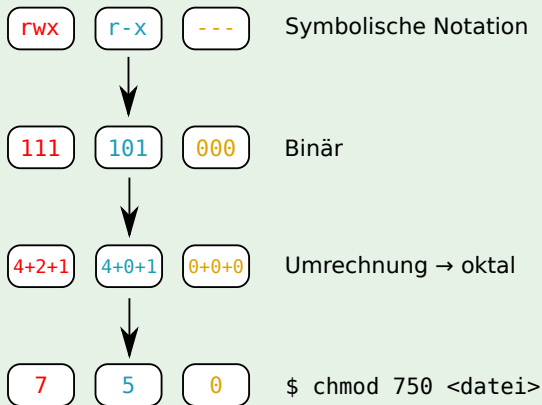 rwx r-x --- Symbolische Notation
111 101 000 Binär
4+2+1 4+0+1 0+0+0 Umrechnung → oktal
7 5 0 $ chmod 750 <datei>